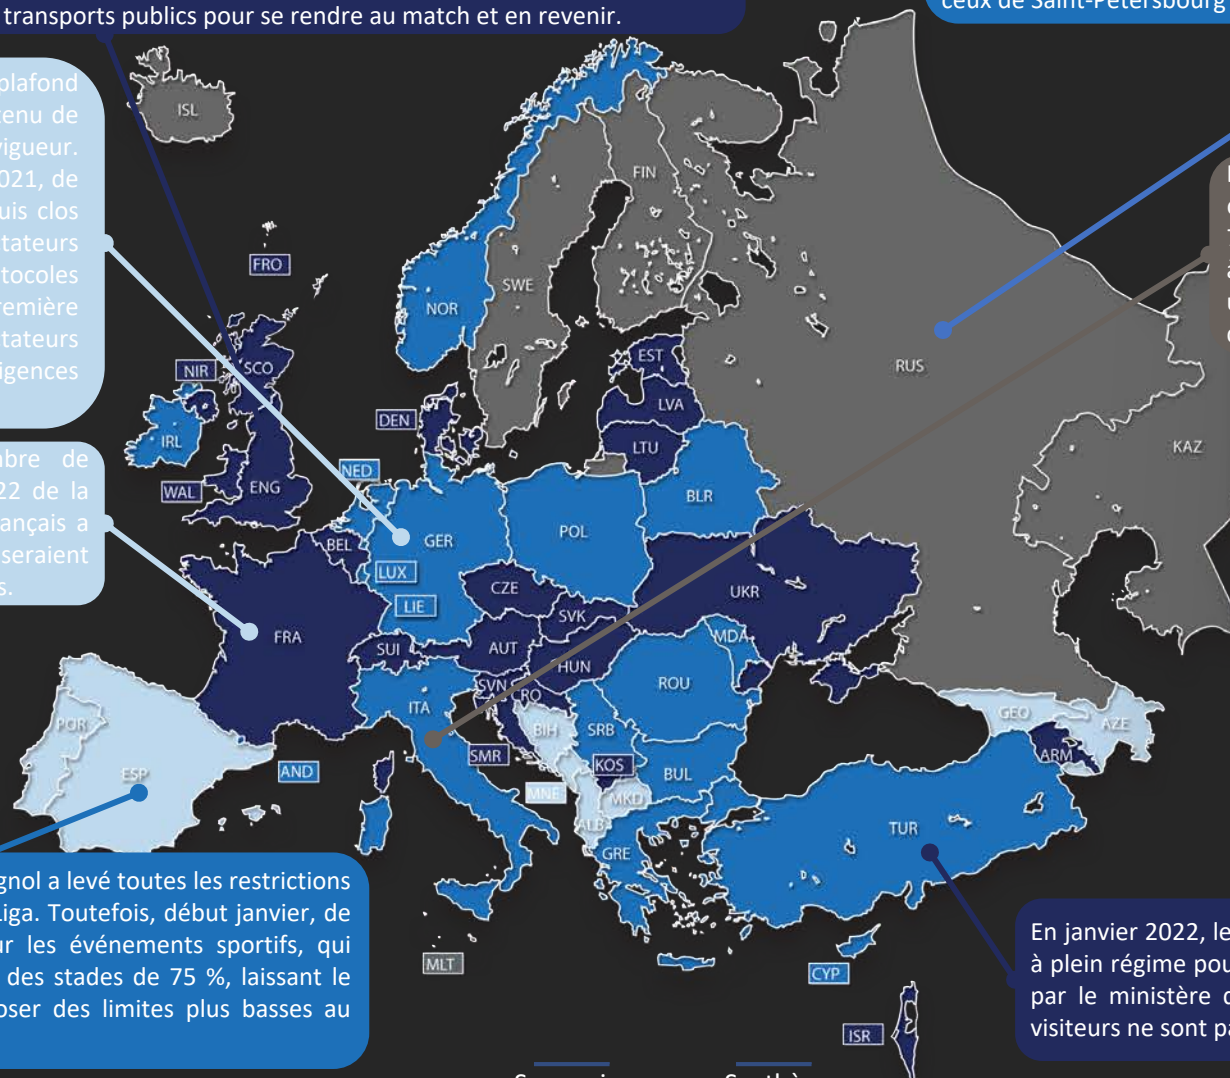 transports publics pour se rendre au match et en revenir.
ceux de Saint-Pétersbourg
plafond
tenu de
vigueur.
021, de
uis clos
tateurs
tocoles
remière
tateurs
igences
bre de
22 de la
ançais a
seraient
s.
ISL
FIN
FRO
SWE
NOR
RUS
NIR
SCO
EST
LVA
DEN
KAZ
IRL
LTU
NED
WAL
ENG
BLR
BEL
GER
POL
LUX
CZE
UKR
LIE
SVK
FRA
SUI
AUT
MDA
HUN
SVN
CRO
ROU
ITA
POR
BIH
SRB
GEO
AZE
SMR
KOS
ARM
ESP
AND
BUL
MNE
MKD
ALB
TUR
GRE
MLT
CYP
ISR
gnol a levé toutes les restrictions
Liga. Toutefois, début janvier, de
ur les événements sportifs, qui
des stades de 75 %, laissant le
oser des limites plus basses au
En janvier 2022, le
à plein régime pou
par le ministère d
visiteurs ne sont pa